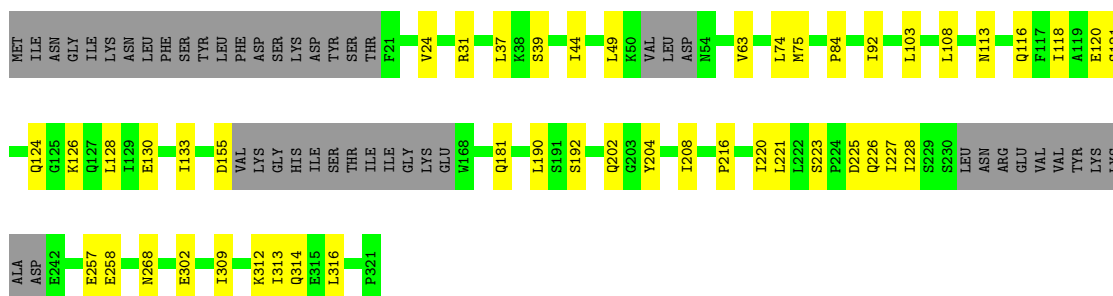 MET ILE ASN GLY ILE LYS ASN LEU PHE SER TYR LEU PHE ASP SER LYS ASP TYR SER THR F21 V24 R31 L37 K38 S39 I44 L49 K50 VAL LEU ASP N54 V63 L74 M75 P84 I92 L103 L108 N113 Q116 F117 I118 A119 E120
Q124 G125 K126 Q127 L128 I129 E130 I133 D155 VAL LYS GLY HIS ILE SER THR ILE ILE GLY LYS GLU W168 Q181 L190 S191 S192 Q202 G203 Y204 I208 P216 I220 L221 L222 S223 P224 D225 Q226 I227 I228 S229 S230 LEU ASN ARG GLU VAL VAL TYR LYS
ALA ASP E242 E257 E258 N268 E302 I309 K312 I313 Q314 E315 L316 P321